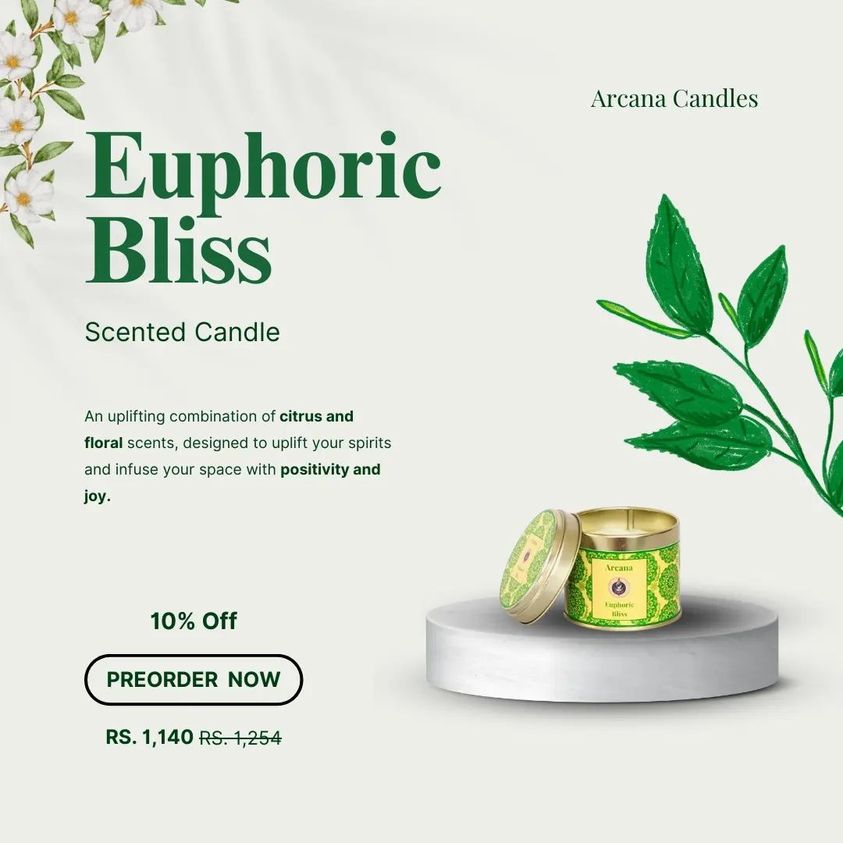 Arcana Candles
Euphoric
Bliss
Scented Candle
An uplifting combination of citrus and
floral scents, designed to uplift your spirits
and infuse your space with positivity and
joy.
Arcana
Euphoric
Bliss
10% Off
PREORDER NOW
RS. 1,140 RS. 1,254